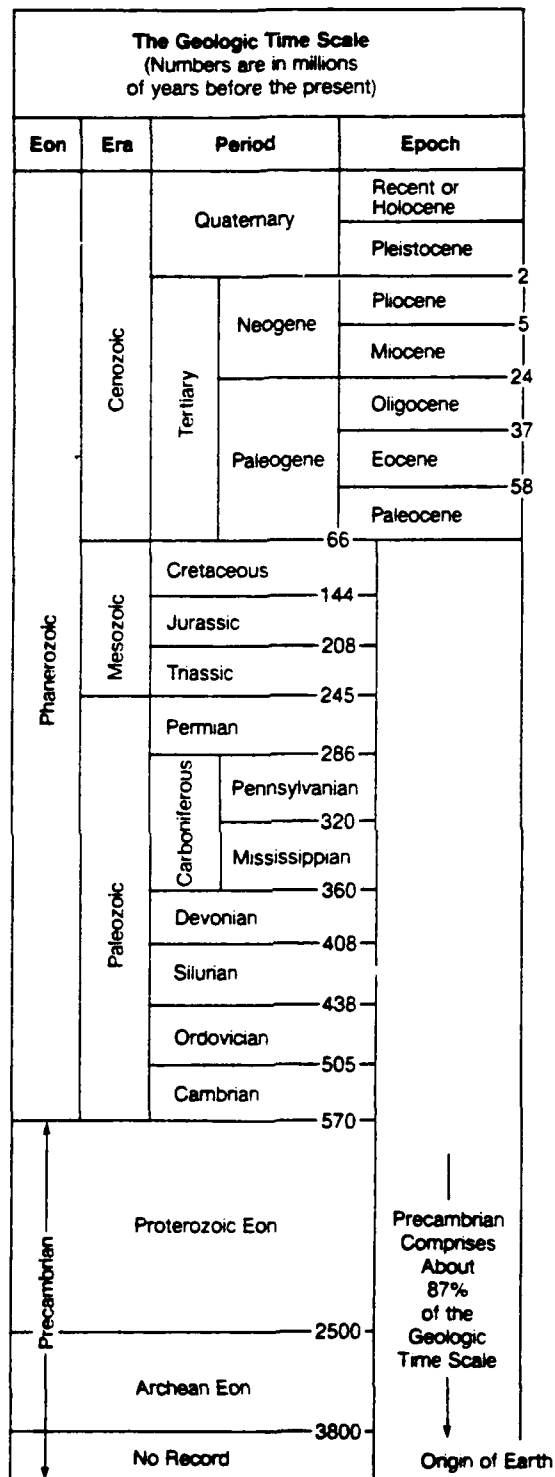 The Geologic Time Scale
(Numbers are in millions
of years before the present)
Eon Era Period Epoch
Phanerozoic
Cenozoic
Quaternary
Recent or
Holocene
Pleistocene
2
Tertiary
Neogene
Pliocene
5
Miocene
24
Paleogene
Oligocene
37
Eocene
58
Paleocene
66
Mesozoic
Cretaceous
144
Jurassic
208
Triassic
245
Paleozoic
Permian
286
Carboniferous
Pennsylvanian
320
Mississippian
360
Devonian
408
Silurian
438
Ordovician
505
Cambrian
570
Precambrian
Proterozoic Eon
2500
Archean Eon
3800
No Record
Precambrian
Comprises
About
87%
of the
Geologic
Time Scale
Origin of Earth